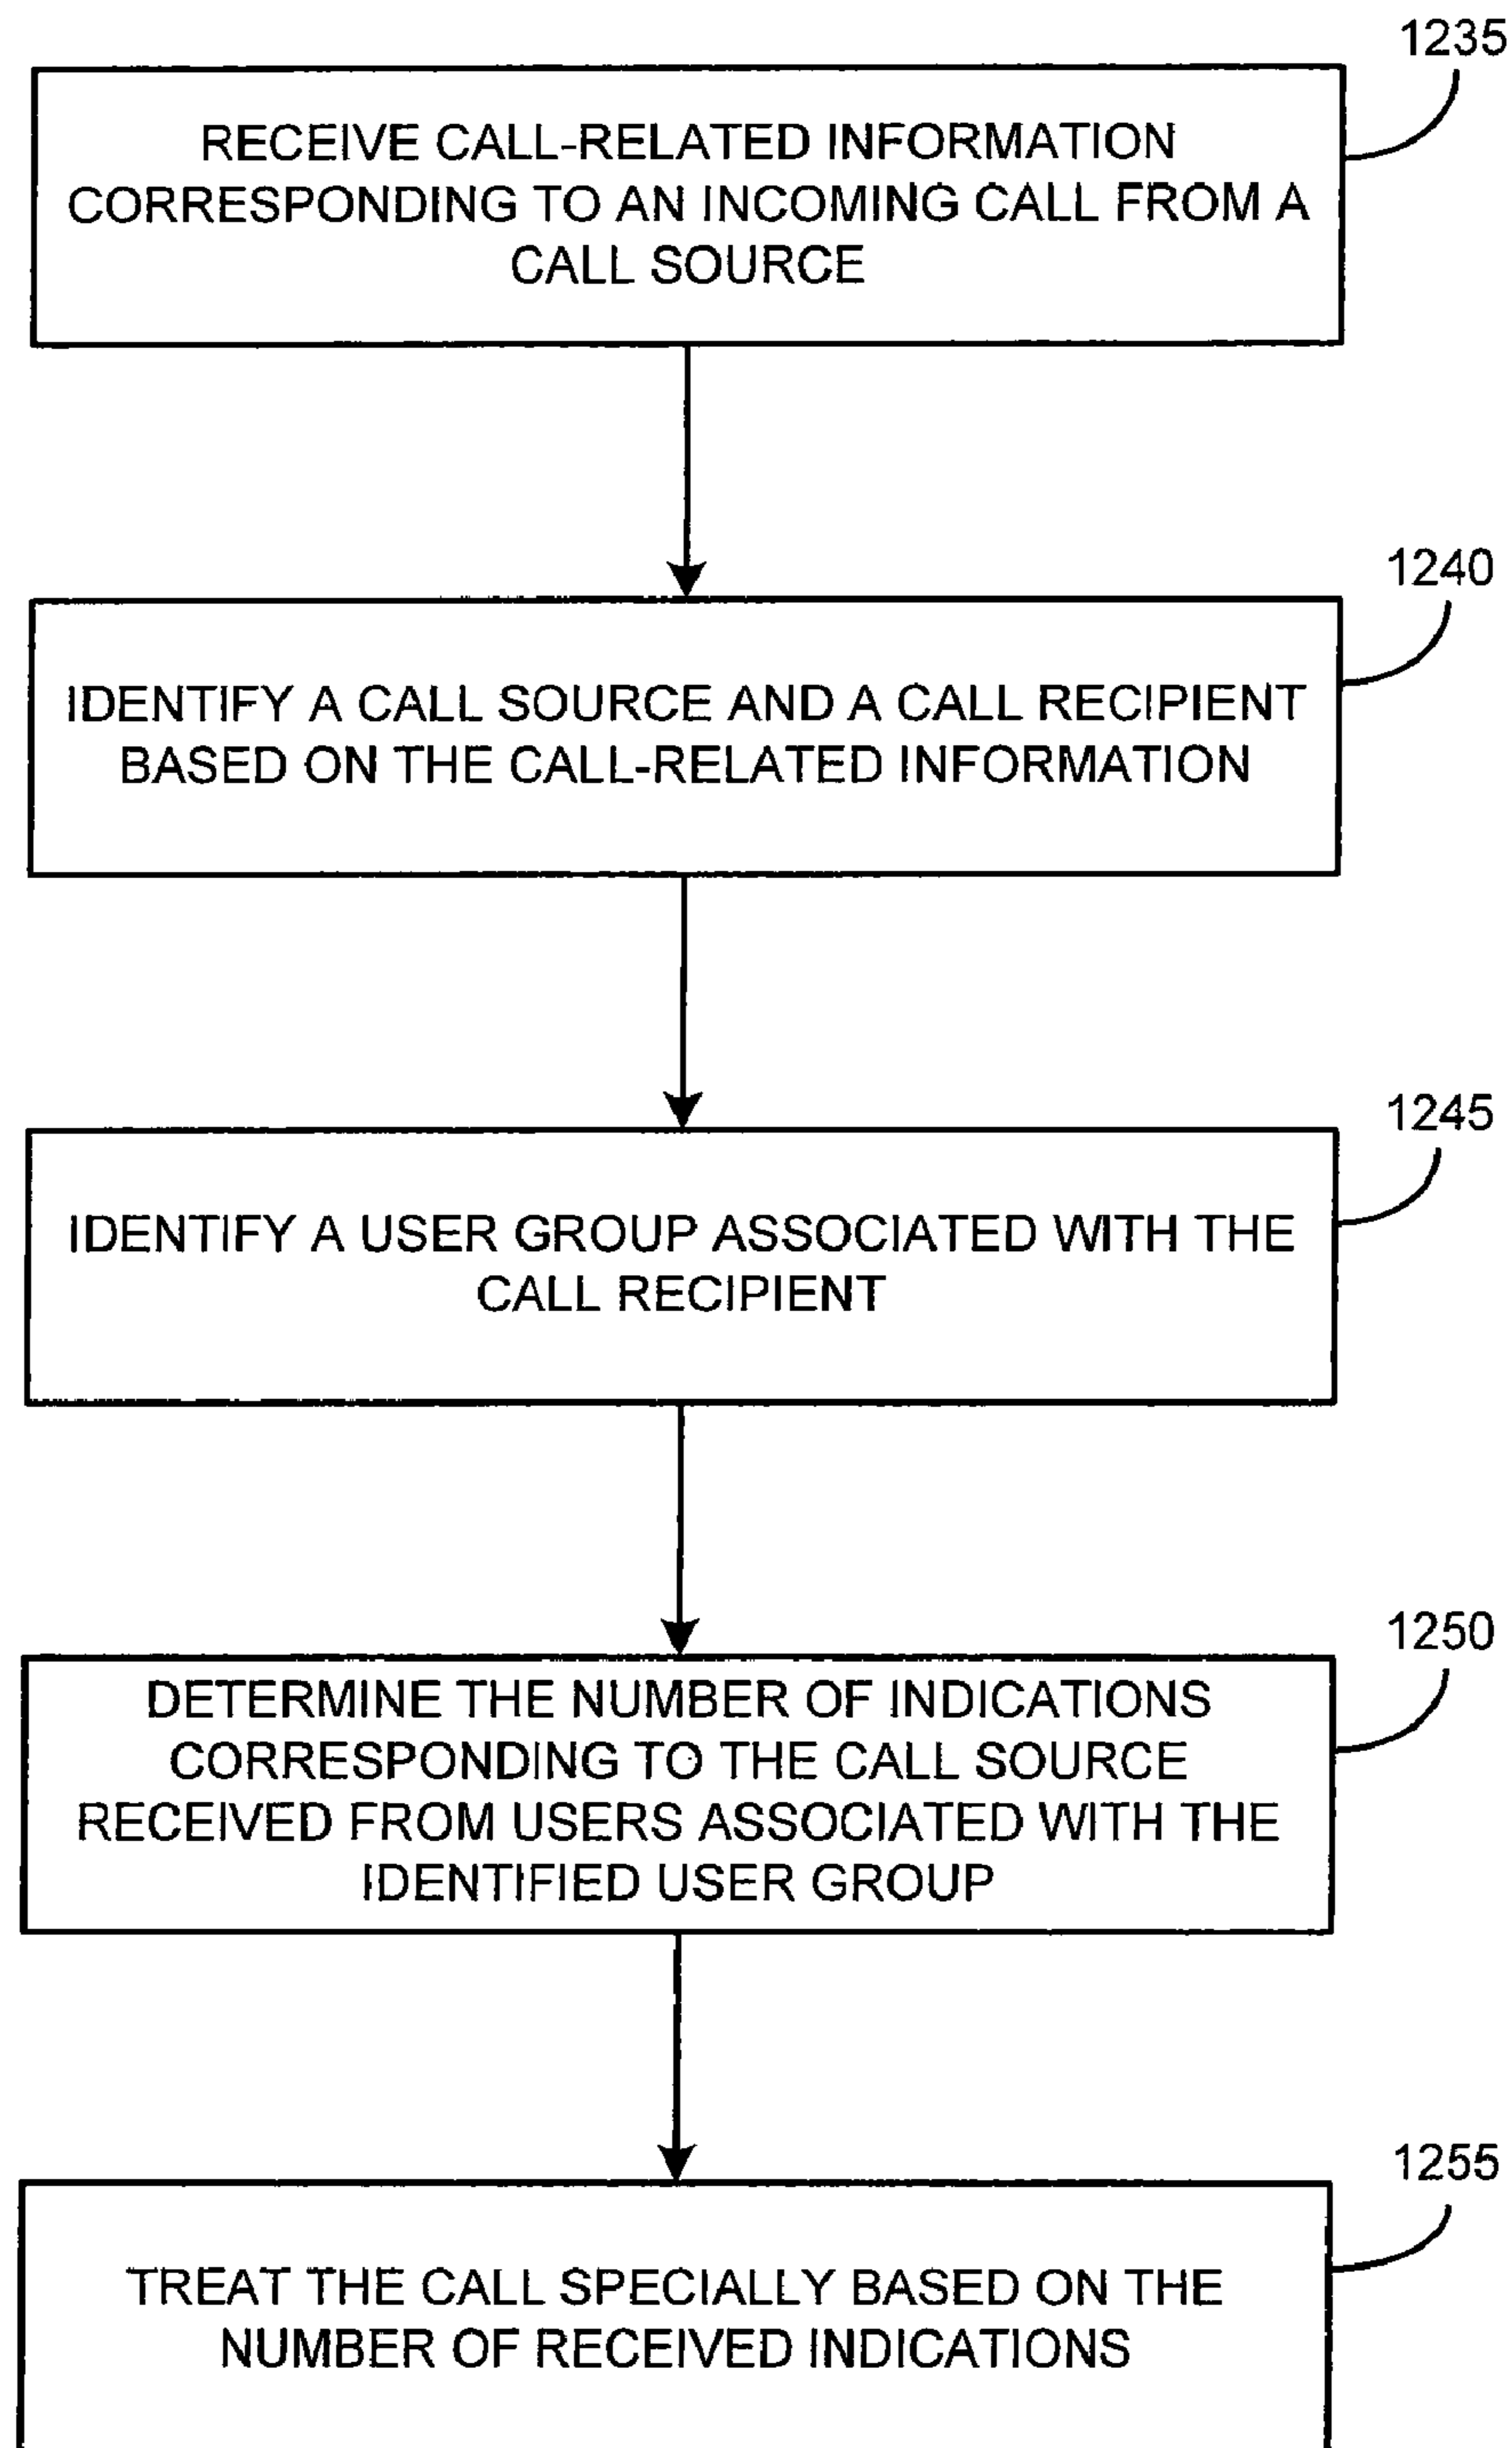 1235
RECEIVE CALL-RELATED INFORMATION
CORRESPONDING TO AN INCOMING CALL FROM A
CALL SOURCE
1240
IDENTIFY A CALL SOURCE AND A CALL RECIPIENT
BASED ON THE CALL-RELATED INFORMATION
1245
IDENTIFY A USER GROUP ASSOCIATED WITH THE
CALL RECIPIENT
1250
DETERMINE THE NUMBER OF INDICATIONS
CORRESPONDING TO THE CALL SOURCE
RECEIVED FROM USERS ASSOCIATED WITH THE
IDENTIFIED USER GROUP
1255
TREAT THE CALL SPECIALLY BASED ON THE
NUMBER OF RECEIVED INDICATIONS